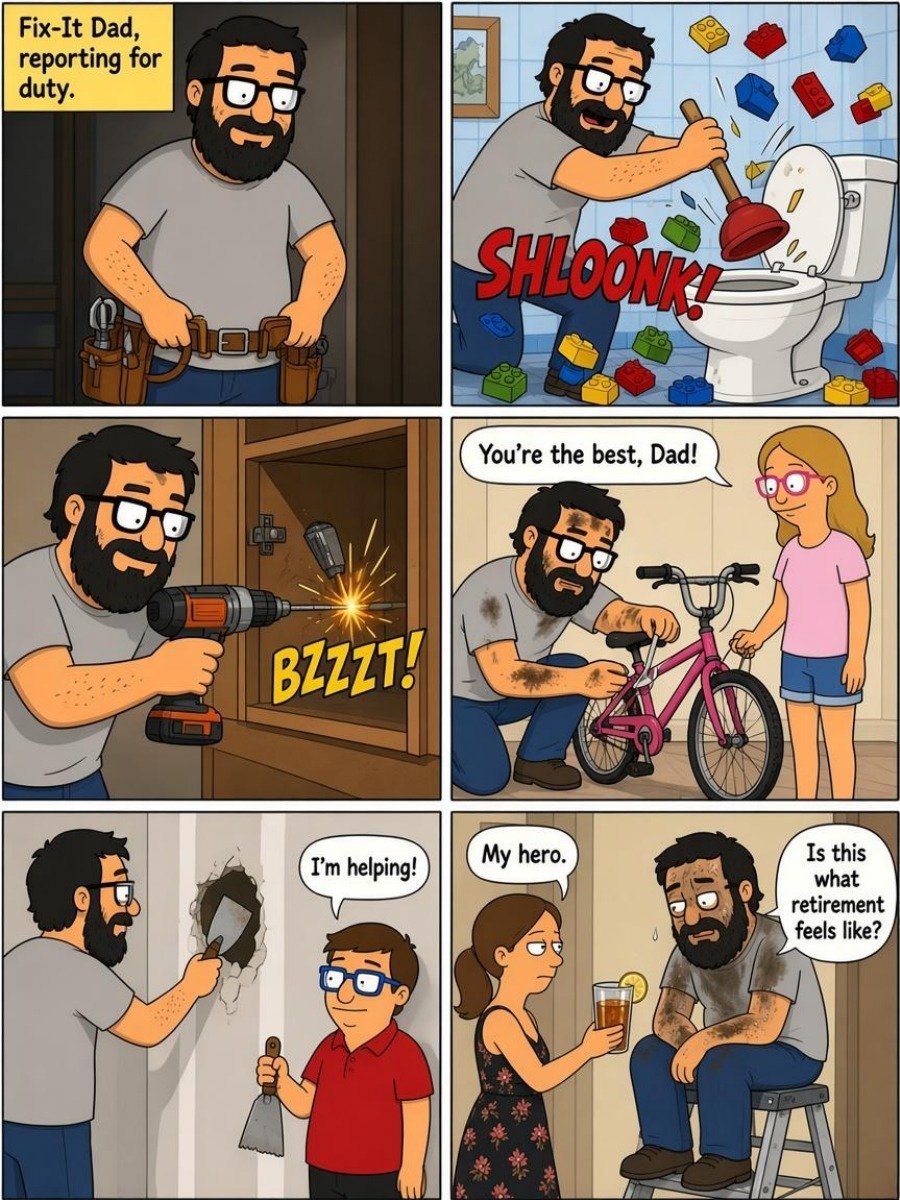 Fix-It Dad,
reporting for
duty.
SHLOONK!
BZZZT!
You're the best, Dad!
I'm helping!
My hero.
Is this
what
retirement
feels like?